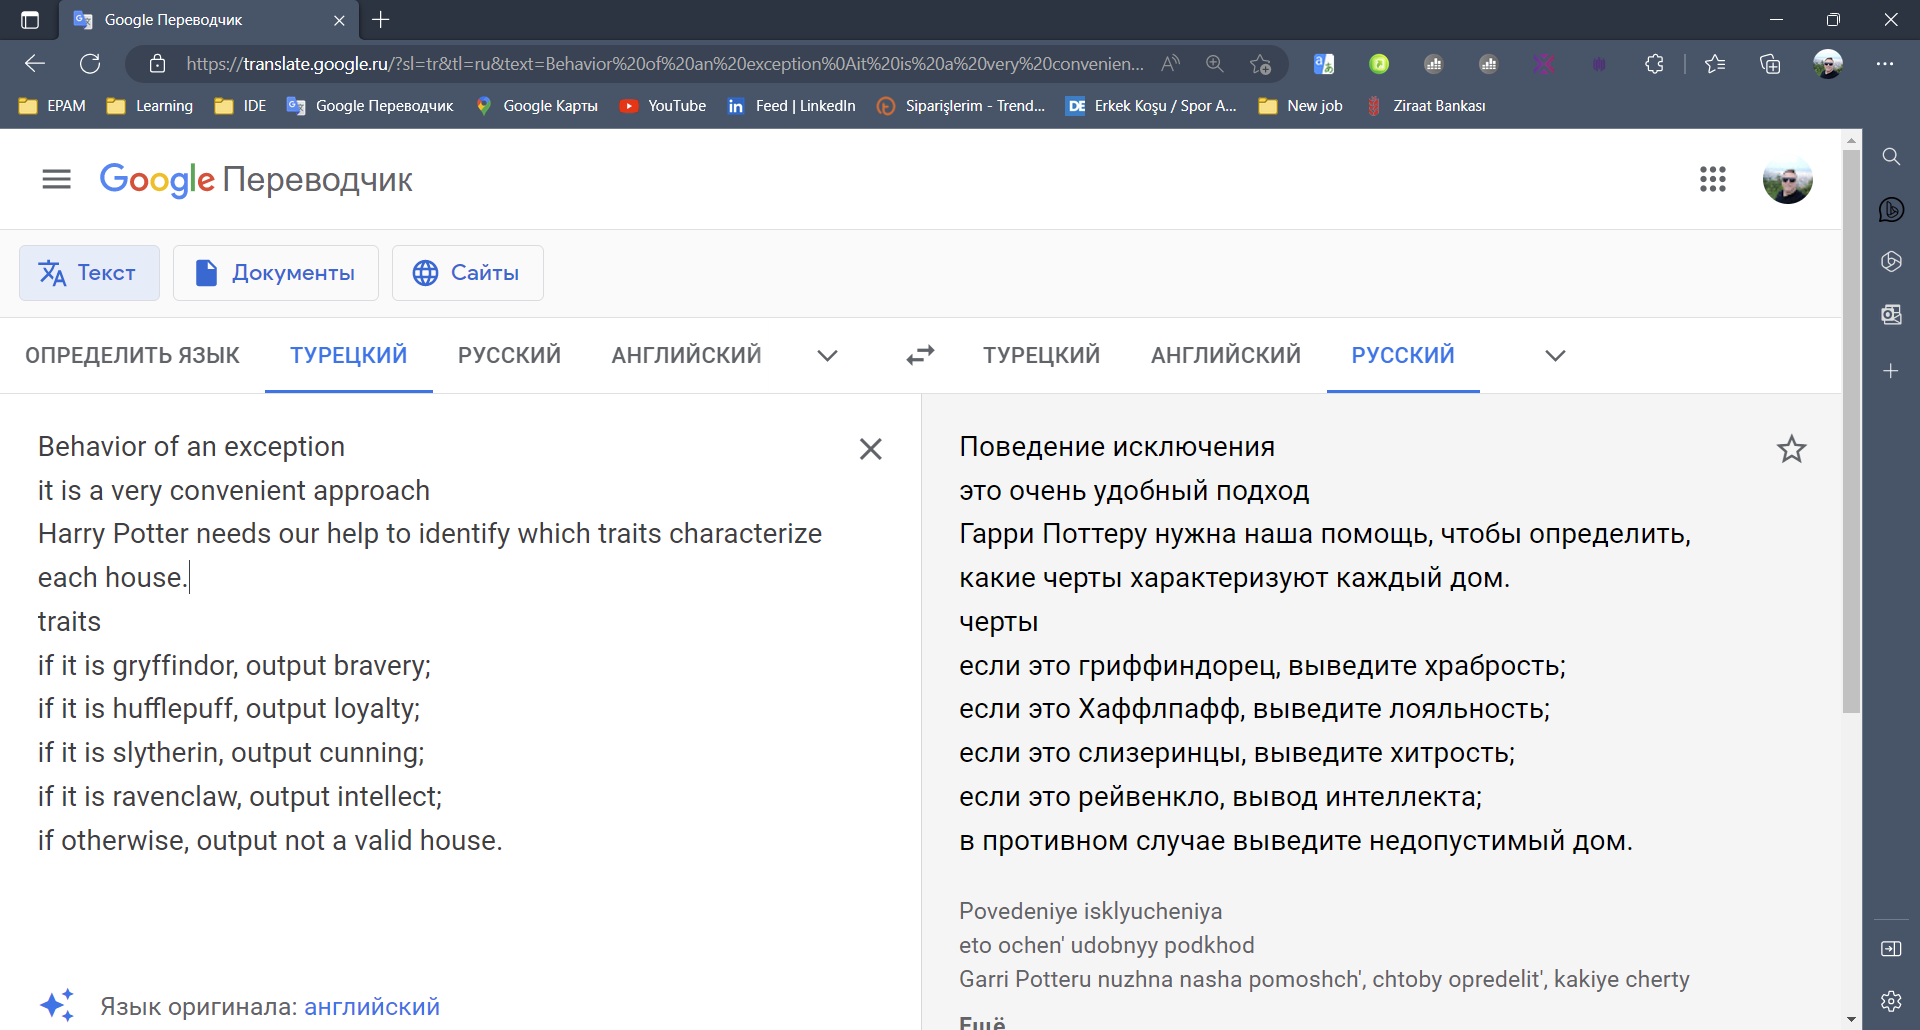 Google Переводчик
https://translate.google.ru/?sl=tr&tl=ru&text=Behavior%20of%20an%20exception%0Ait%20is%20a%20very%20convenien...
EPAM
Learning
IDE
Google Переводчик
Google Карты
YouTube
Feed | LinkedIn
Siparişlerim - Trend...
DE
Erkek Koşu / Spor A...
New job
Ziraat Bankası
Google Переводчик
Текст
Документы
Сайты
ОПРЕДЕЛИТЬ ЯЗЫК
ТУРЕЦКИЙ
РУССКИЙ
АНГЛИЙСКИЙ
ТУРЕЦКИЙ
АНГЛИЙСКИЙ
РУССКИЙ
Behavior of an exception
it is a very convenient approach
Harry Potter needs our help to identify which traits characterize
each house.
traits
if it is gryffindor, output bravery;
if it is hufflepuff, output loyalty;
if it is slytherin, output cunning;
if it is ravenclaw, output intellect;
if otherwise, output not a valid house.
Поведение исключения
это очень удобный подход
Гарри Поттеру нужна наша помощь, чтобы определить,
какие черты характеризуют каждый дом.
черты
если это гриффиндорец, выведите храбрость;
если это Хаффлпафф, выведите лояльность;
если это слизеринцы, выведите хитрость;
если это рейвенкло, вывод интеллекта;
в противном случае выведите недопустимый дом.
Povedeniye isklyucheniya
eto ochen' udobnyy podkhod
Garri Potteru nuzhna nasha pomoshch', chtoby opredelit', kakiye cherty
Ещё
Язык оригинала: английский